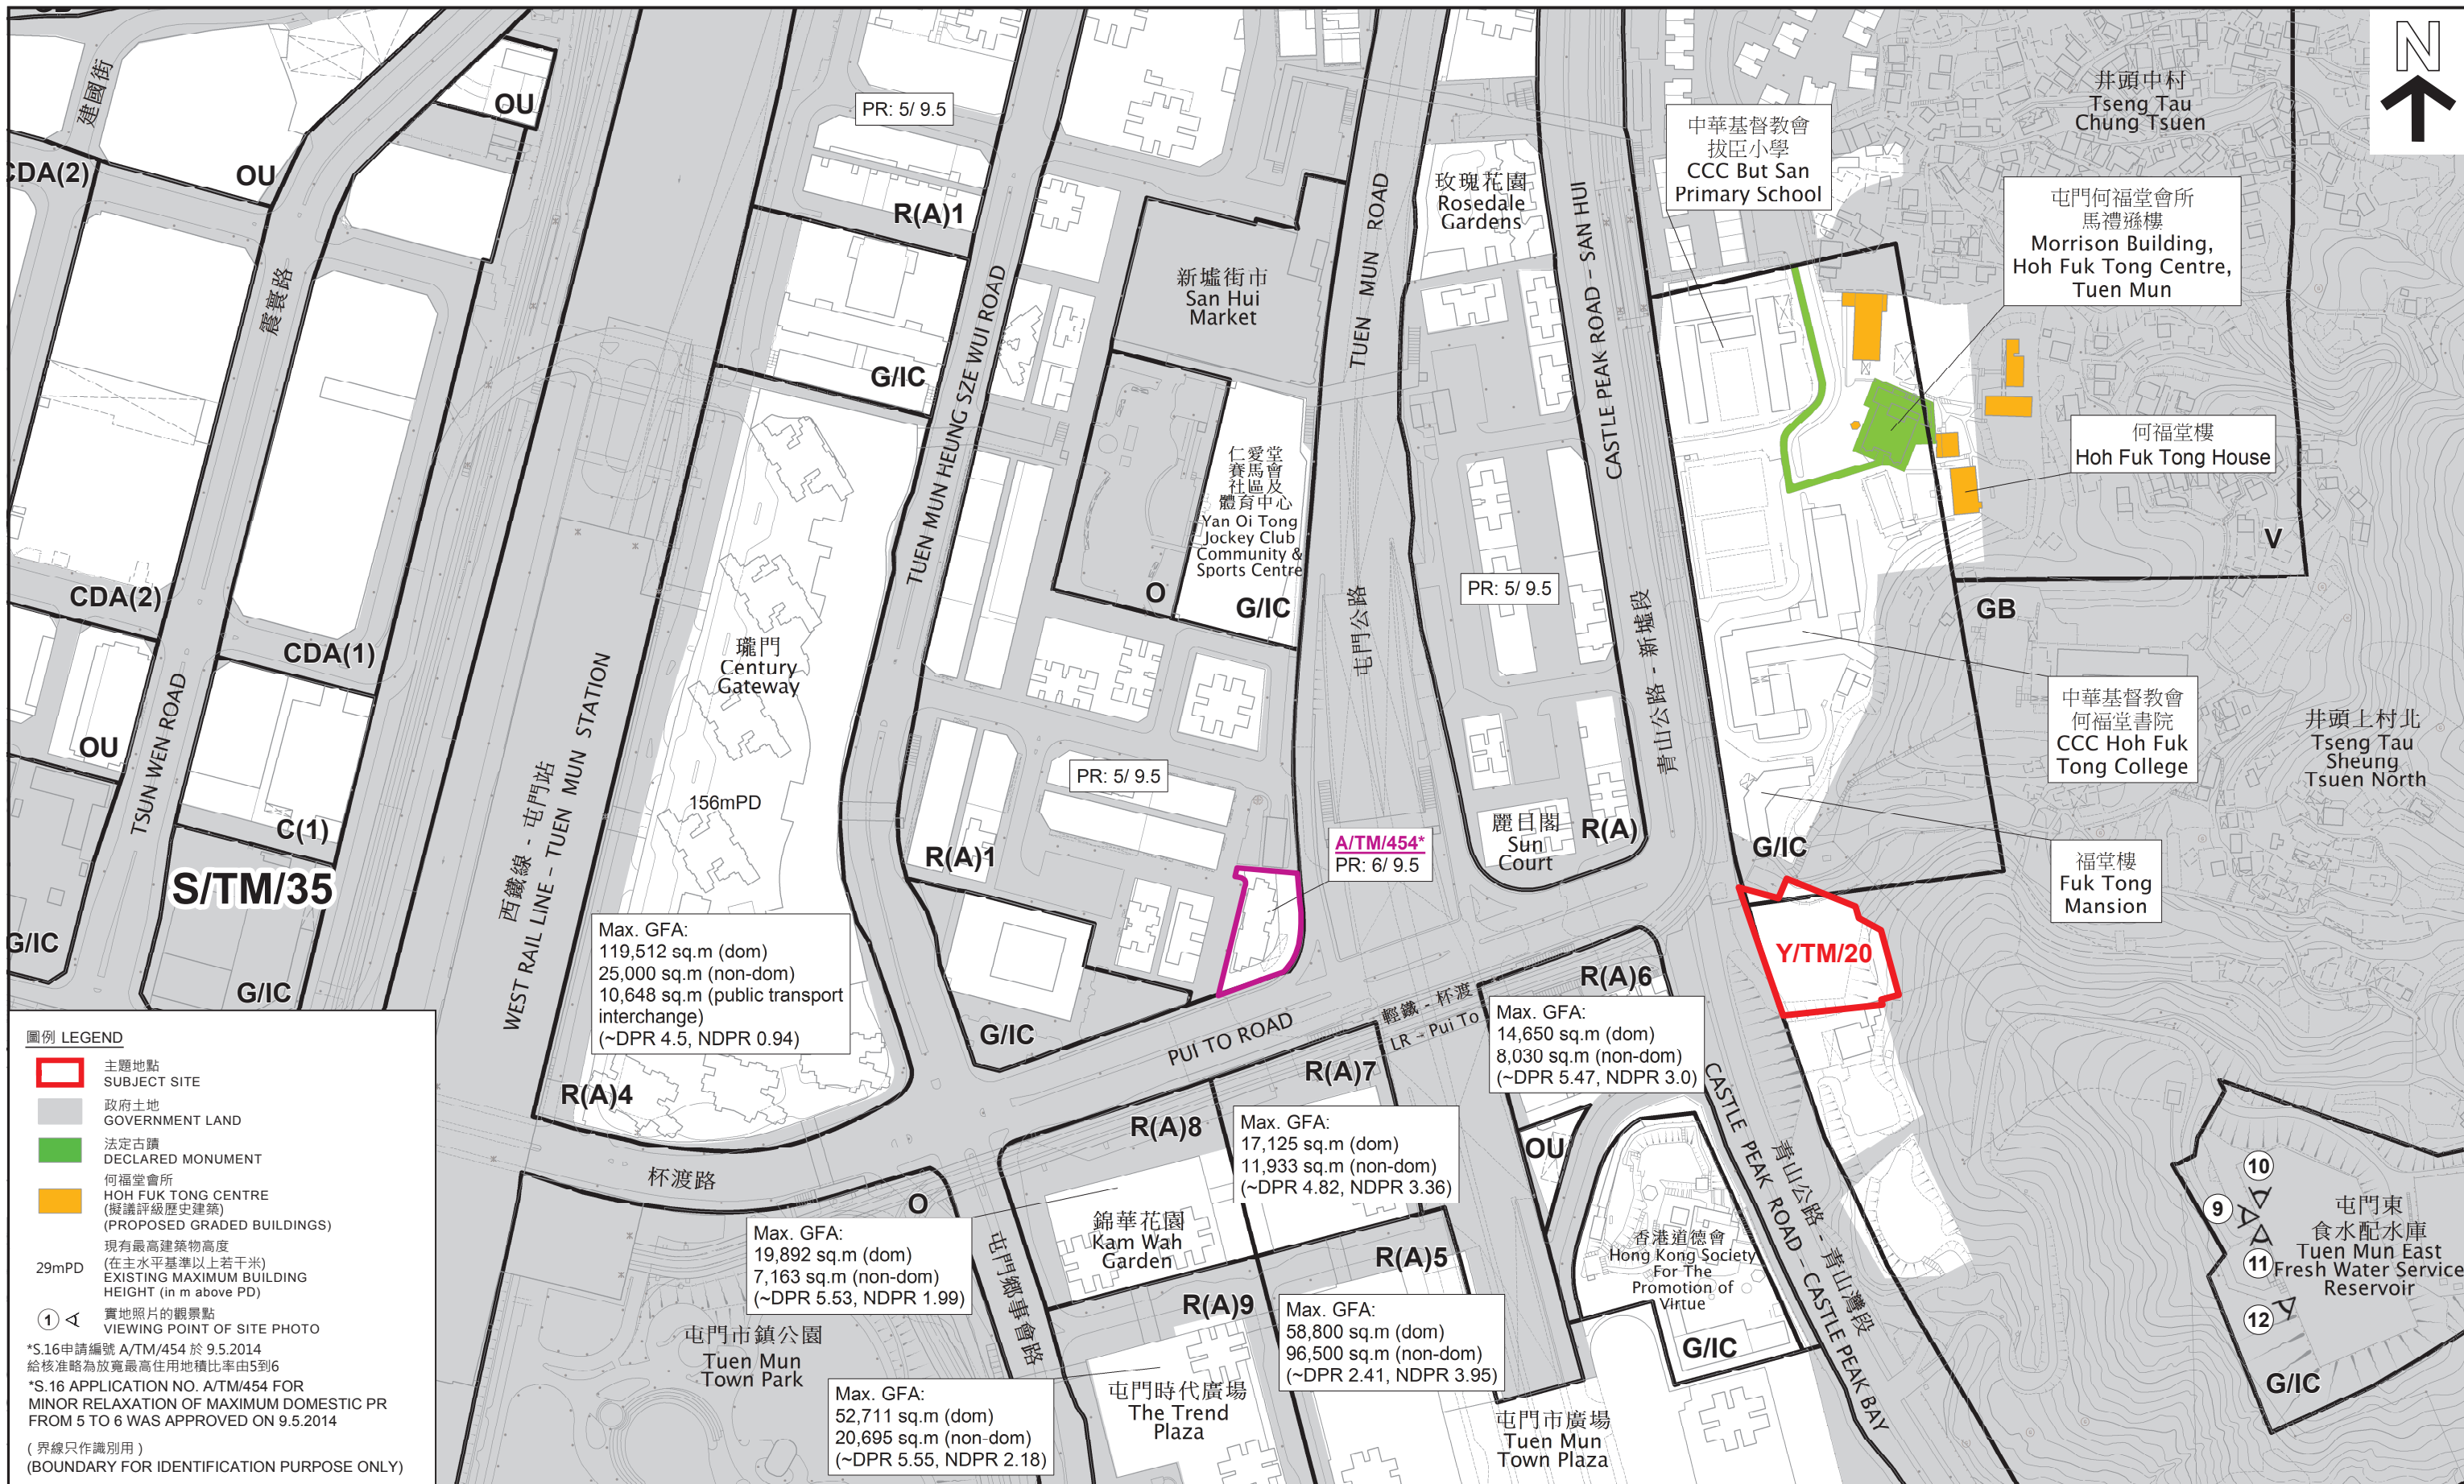 建國街
OU
CDA(2)
OU
震寰路
PR: 5/ 9.5
R(A)1
G/IC
TUEN MUN HEUNG SZE WUI ROAD
新墟街市
San Hui
Market
TUEN MUN ROAD
玫瑰花園
Rosedale
Gardens
CASTLE PEAK ROAD - SAN HUI
中華基督教會
拔臣小學
CCC But San
Primary School
井頭中村
Tseng Tau
Chung Tsuen
N
屯門何福堂會所
馬禮遜樓
Morrison Building,
Hoh Fuk Tong Centre,
Tuen Mun
何福堂樓
Hoh Fuk Tong House
V
GB
仁愛堂
賽馬會
社區及
體育中心
Yan Oi Tong
Jockey Club
Community &
Sports Centre
O
G/IC
屯門公路
PR: 5/ 9.5
青山公路 - 新墟段
CDA(2)
CDA(1)
OU
TSUN WEN ROAD
C(1)
S/TM/35
G/IC
G/IC
西鐵線 - 屯門站
WEST RAIL LINE - TUEN MUN STATION
瓏門
Century
Gateway
156mPD
PR: 5/ 9.5
R(A)1
A/TM/454*
PR: 6/ 9.5
麗日閣
Sun
Court
R(A)
G/IC
中華基督教會
何福堂書院
CCC Hoh Fuk
Tong College
井頭上村北
Tseng Tau
Sheung
Tsuen North
福堂樓
Fuk Tong
Mansion
Y/TM/20
Max. GFA:
119,512 sq.m (dom)
25,000 sq.m (non-dom)
10,648 sq.m (public transport
interchange)
(~DPR 4.5, NDPR 0.94)
R(A)4
G/IC
PUI TO ROAD
輕鐵 - 杯渡
LR - Pui To
R(A)6
Max. GFA:
14,650 sq.m (dom)
8,030 sq.m (non-dom)
(~DPR 5.47, NDPR 3.0)
R(A)7
R(A)8
Max. GFA:
17,125 sq.m (dom)
11,933 sq.m (non-dom)
(~DPR 4.82, NDPR 3.36)
OU
杯渡路
O
Max. GFA:
19,892 sq.m (dom)
7,163 sq.m (non-dom)
(~DPR 5.53, NDPR 1.99)
屯門鄉事會路
錦華花園
Kam Wah
Garden
R(A)5
R(A)9
Max. GFA:
58,800 sq.m (dom)
96,500 sq.m (non-dom)
(~DPR 2.41, NDPR 3.95)
香港道德會
Hong Kong Society
For The
Promotion of
Virtue
G/IC
CASTLE PEAK ROAD - CASTLE PEAK BAY
青山公路 - 青山灣段
屯門市鎮公園
Tuen Mun
Town Park
Max. GFA:
52,711 sq.m (dom)
20,695 sq.m (non-dom)
(~DPR 5.55, NDPR 2.18)
屯門時代廣場
The Trend
Plaza
屯門市廣場
Tuen Mun
Town Plaza
10
9
11
12
屯門東
食水配水庫
Tuen Mun East
Fresh Water Service
Reservoir
G/IC
圖例 LEGEND
主題地點
SUBJECT SITE
政府土地
GOVERNMENT LAND
法定古蹟
DECLARED MONUMENT
何福堂會所
HOH FUK TONG CENTRE
(擬議評級歷史建築)
(PROPOSED GRADED BUILDINGS)
29mPD
現有最高建築物高度
(在主水平基準以上若干米)
EXISTING MAXIMUM BUILDING
HEIGHT (in m above PD)
1
實地照片的觀景點
VIEWING POINT OF SITE PHOTO
*S.16申請編號 A/TM/454 於 9.5.2014
給核准略為放寬最高住用地積比率由5到6
*S.16 APPLICATION NO. A/TM/454 FOR
MINOR RELAXATION OF MAXIMUM DOMESTIC PR
FROM 5 TO 6 WAS APPROVED ON 9.5.2014
( 界線只作識別用 )
(BOUNDARY FOR IDENTIFICATION PURPOSE ONLY)